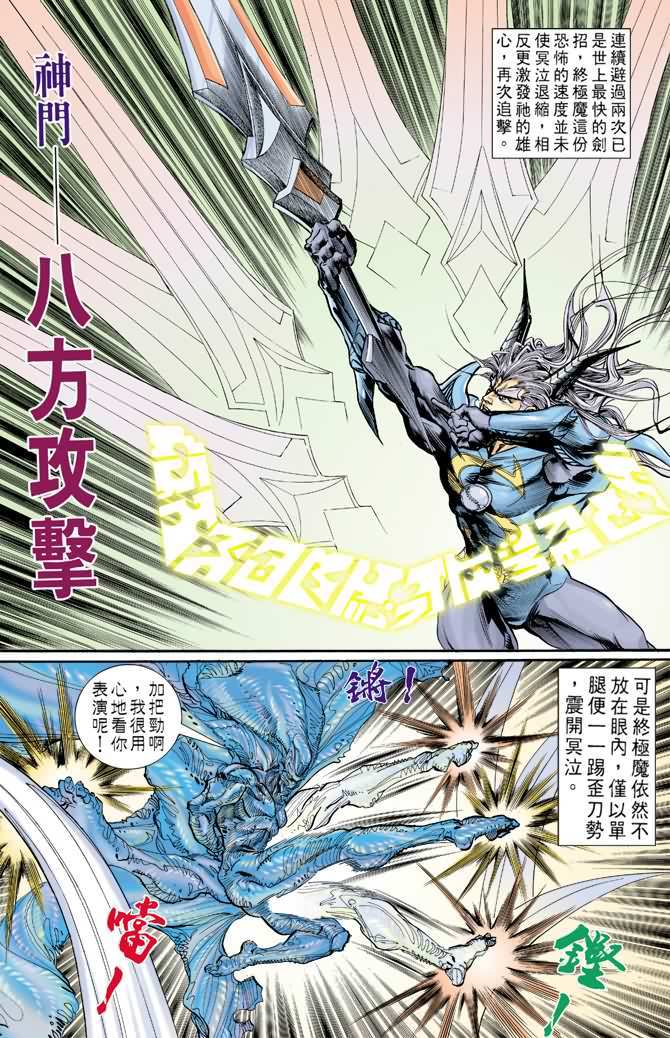 連續避過兩次已
是世上最快的劍
招，終極魔這份
恐怖的速度並未
使冥泣退縮，相
反更激發祂的雄
心，再次追擊。
神門——八方攻擊
可是終極魔依然不
放在眼內，僅以單
腿便一一踢歪刀勢
，震開冥泣。
鏘！
加把勁啊
，我很用
心地看你
表演呢！
鏗！
噹！